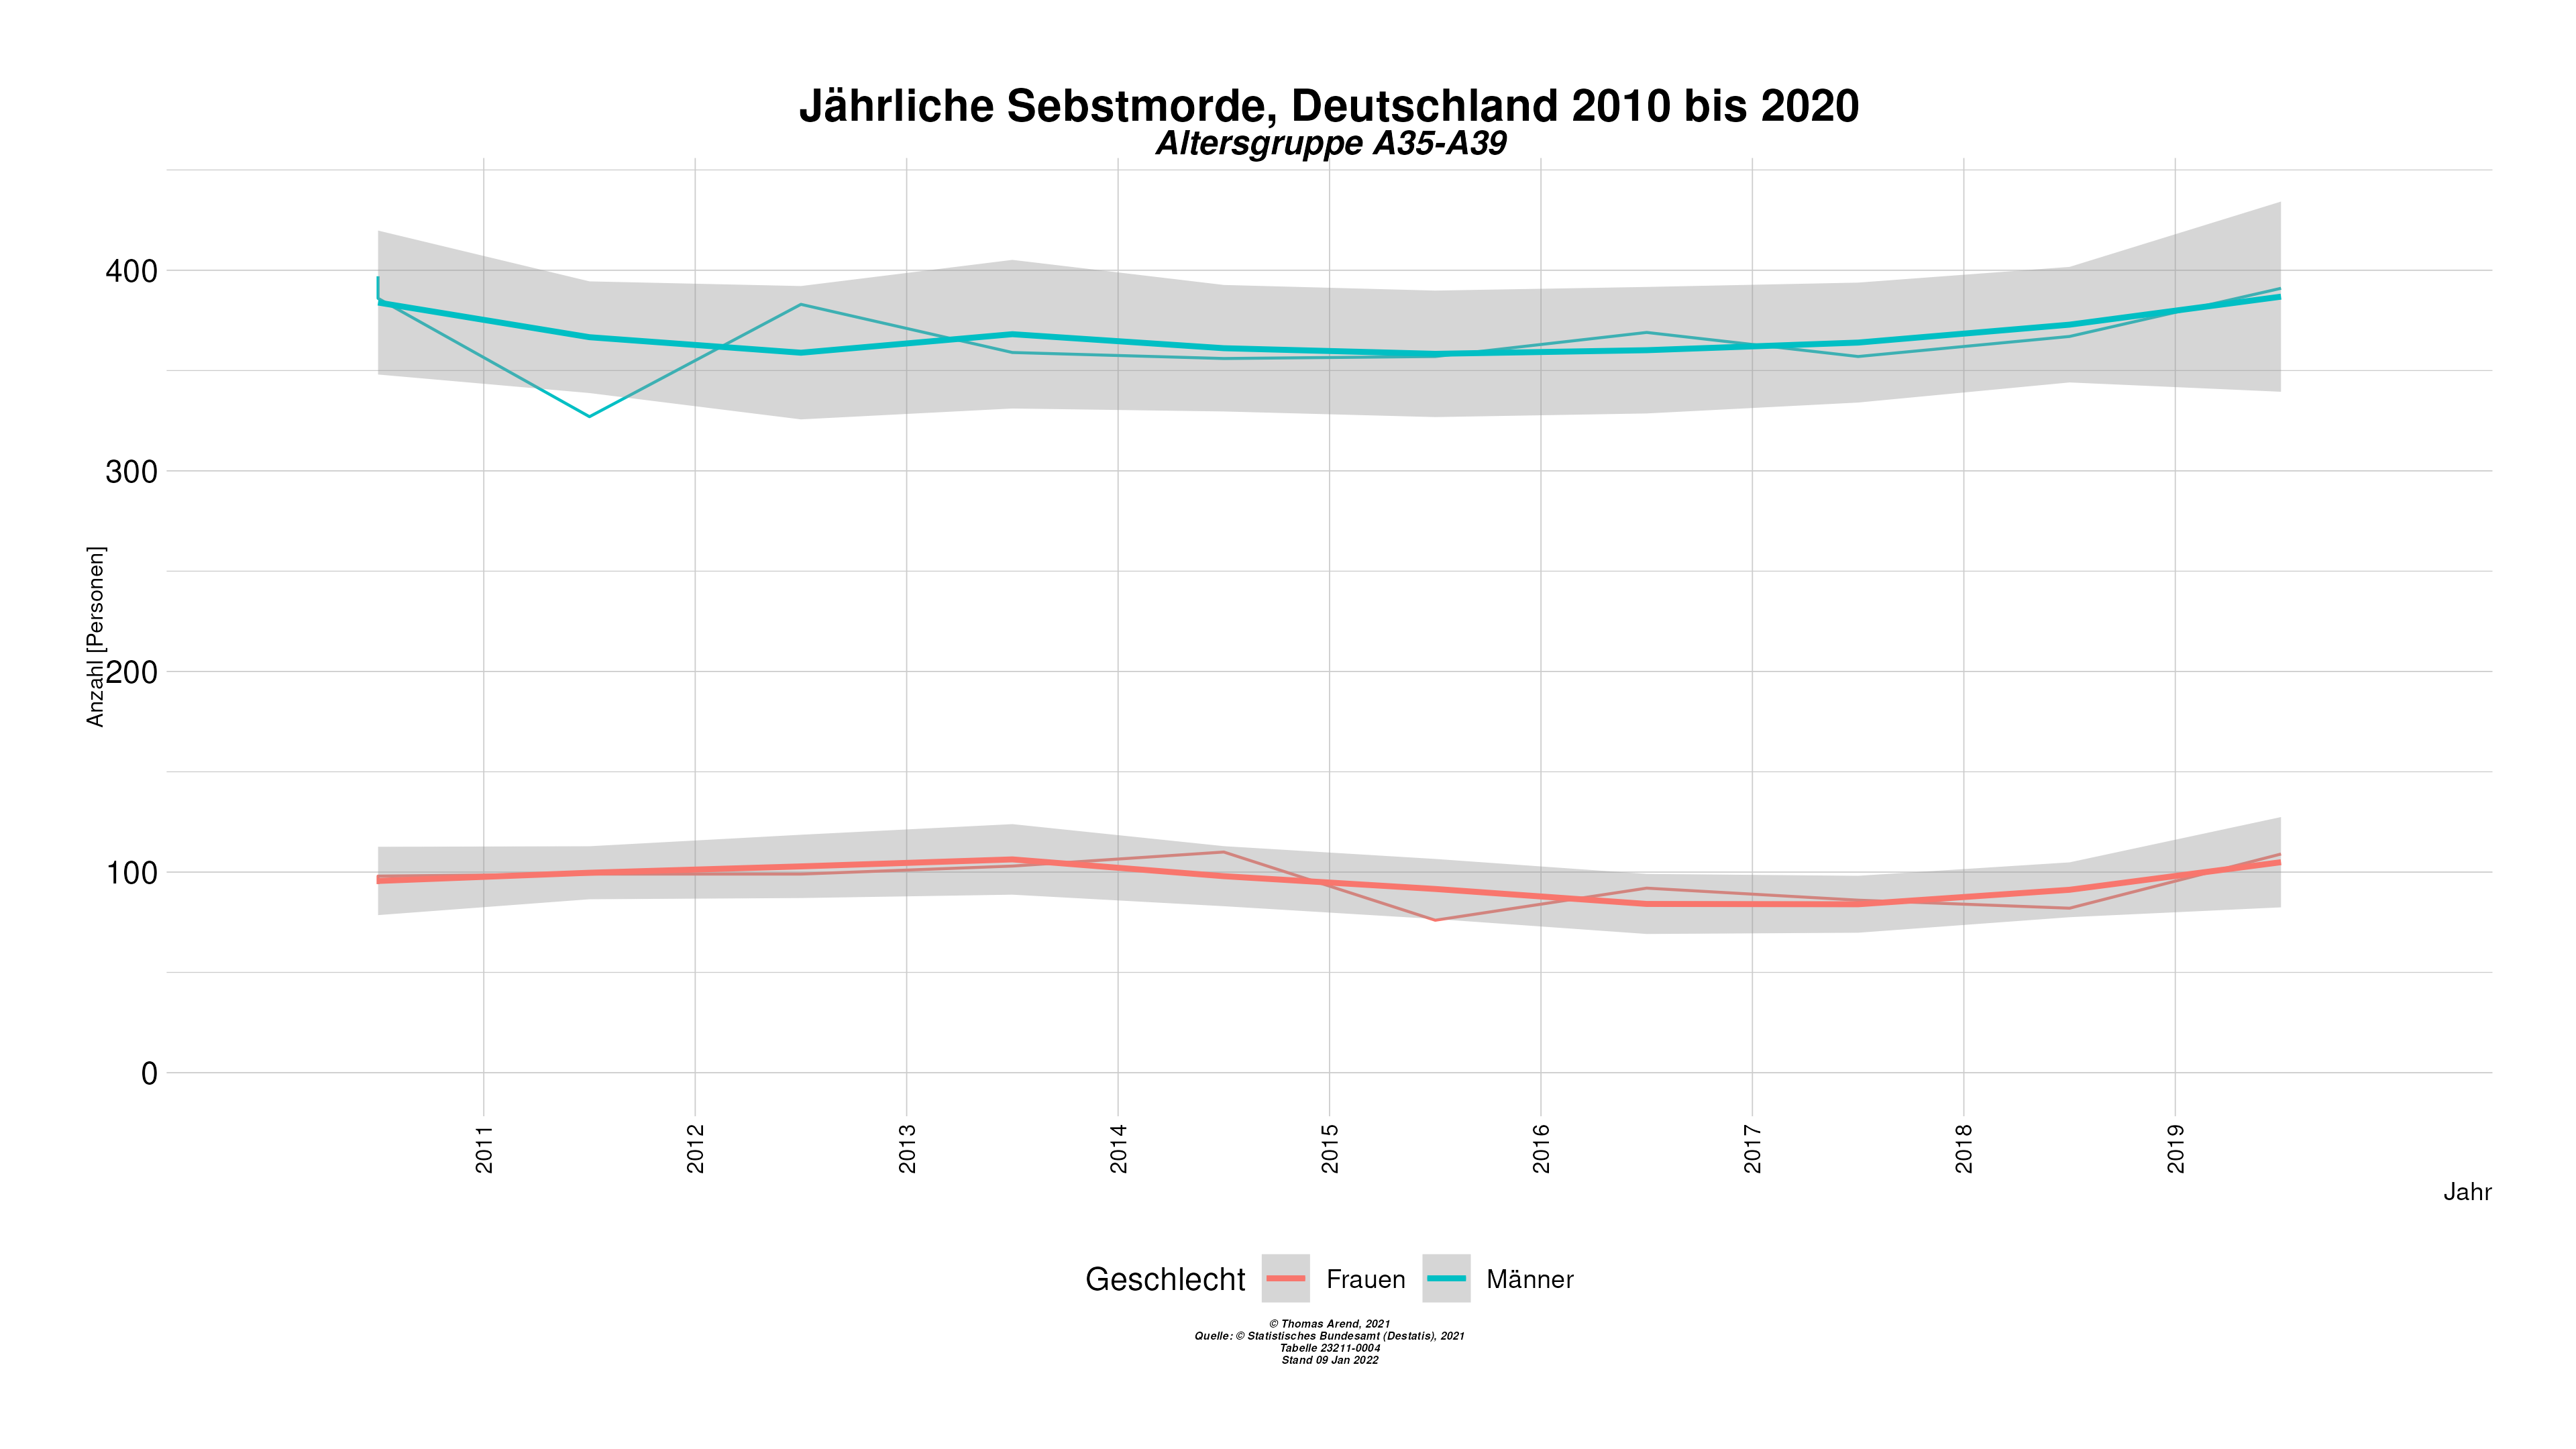 Jährliche Sebstmorde, Deutschland 2010 bis 2020
Altersgruppe A35-A39
Anzahl [Personen]
400
300
200
100
0
2011
2012
2013
2014
2015
2016
2017
2018
2019
Jahr
Geschlecht Frauen Männer
© Thomas Arend, 2021
Quelle: © Statistisches Bundesamt (Destatis), 2021
Tabelle 23211-0004
Stand 09 Jan 2022